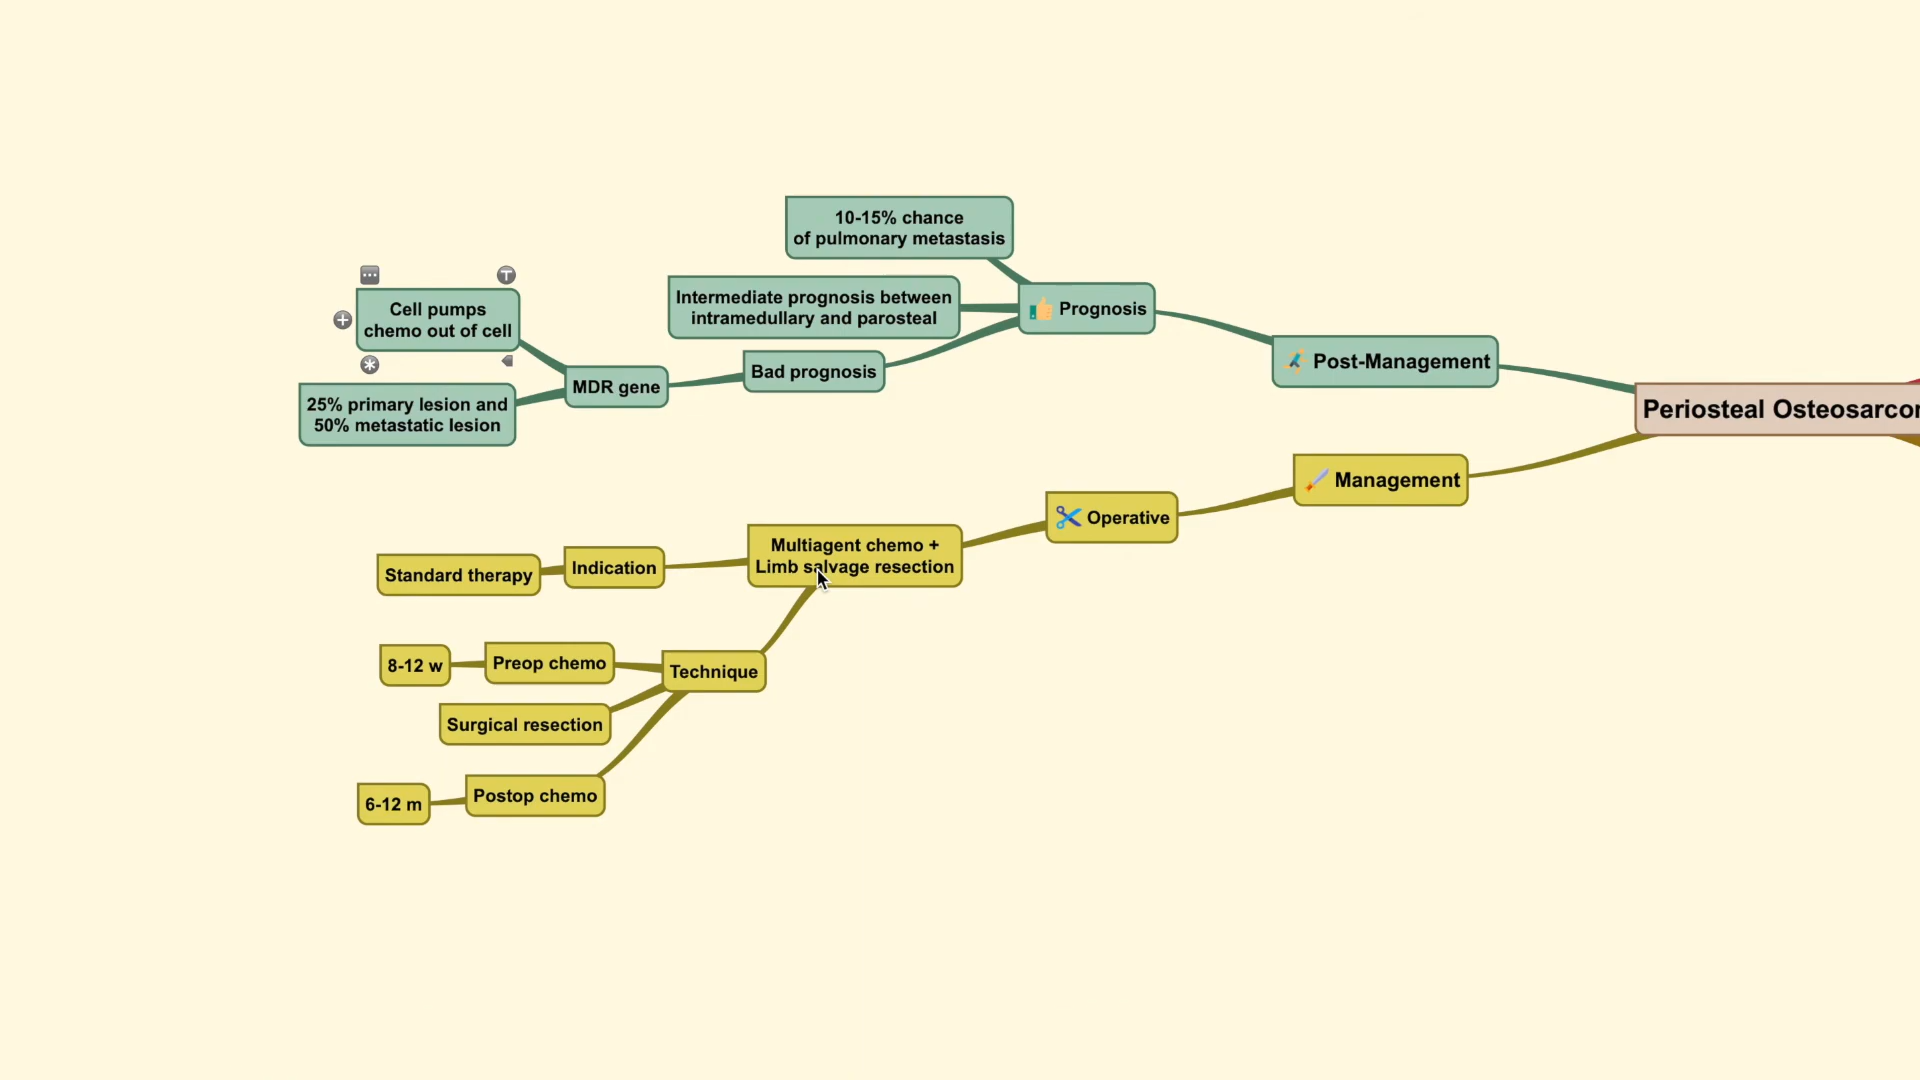 10-15% chance
of pulmonary metastasis
Cell pumps
chemo out of cell
Intermediate prognosis between
intramedullary and parosteal
Prognosis
Post-Management
Bad prognosis
MDR gene
25% primary lesion and
50% metastatic lesion
Periosteal
Management
Operative
Multiagent chemo +
Limb salvage resection
Indication
Standard therapy
Technique
Preop chemo
8-12 w
Surgical resection
Postop chemo
6-12 m